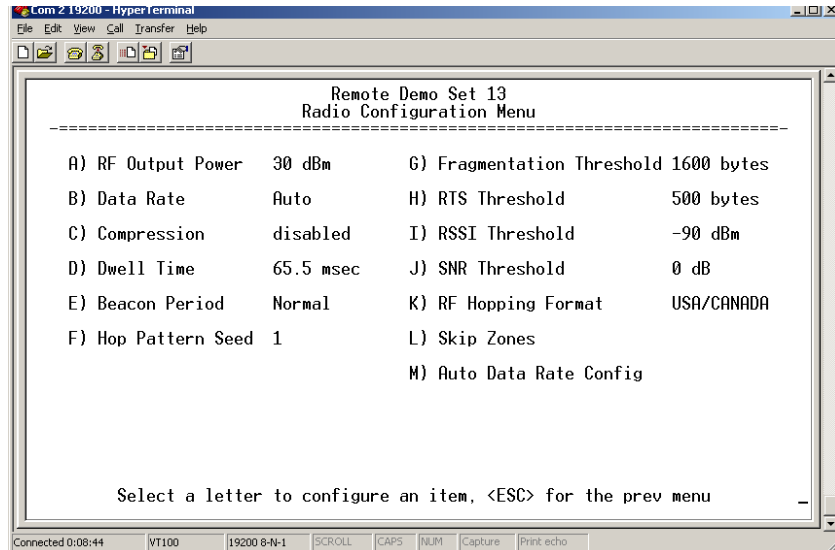 Com 2 19200 - HyperTerminal
File Edit View Call Transfer Help
Remote Demo Set 13
Radio Configuration Menu
-==========================================================================-
A) RF Output Power 30 dBm G) Fragmentation Threshold 1600 bytes
B) Data Rate Auto H) RTS Threshold 500 bytes
C) Compression disabled I) RSSI Threshold -90 dBm
D) Dwell Time 65.5 msec J) SNR Threshold 0 dB
E) Beacon Period Normal K) RF Hopping Format USA/CANADA
F) Hop Pattern Seed 1 L) Skip Zones
M) Auto Data Rate Config
Select a letter to configure an item, <ESC> for the prev menu _
Connected 0:08:44 VT100 19200 8-N-1 SCROLL CAPS NUM Capture Print echo